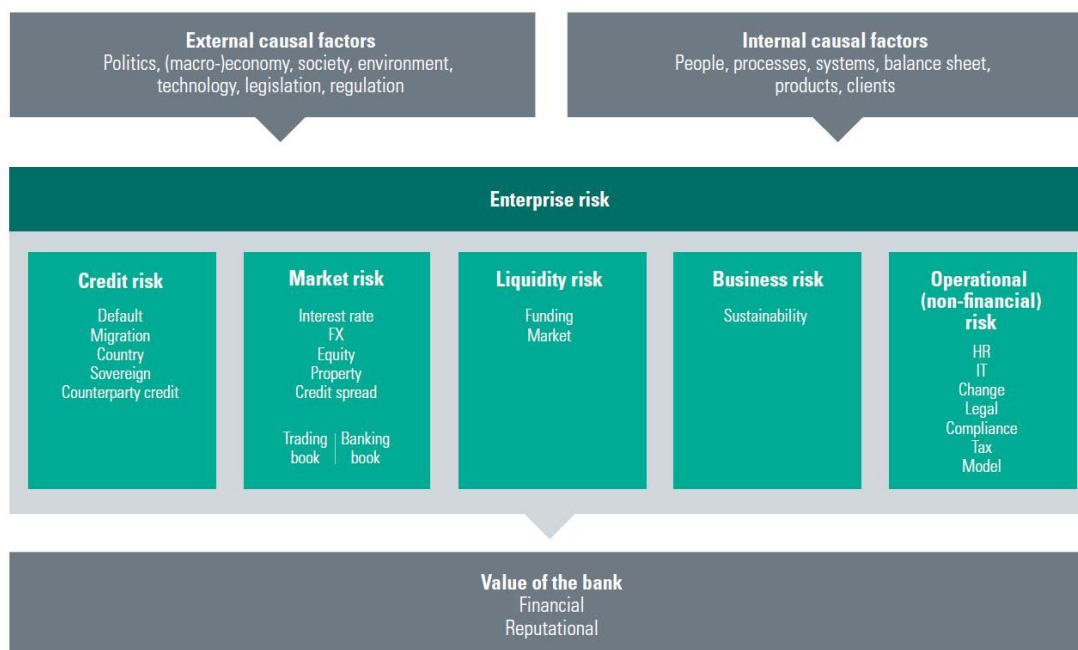 External causal factors
Politics, (macro-)economy, society, environment,
technology, legislation, regulation
Internal causal factors
People, processes, systems, balance sheet,
products, clients
Enterprise risk
Credit risk
Default
Migration
Country
Sovereign
Counterparty credit
Market risk
Interest rate
FX
Equity
Property
Credit spread
Trading
book
Banking
book
Liquidity risk
Funding
Market
Business risk
Sustainability
Operational
(non-financial)
risk
HR
IT
Change
Legal
Compliance
Tax
Model
Value of the bank
Financial
Reputational